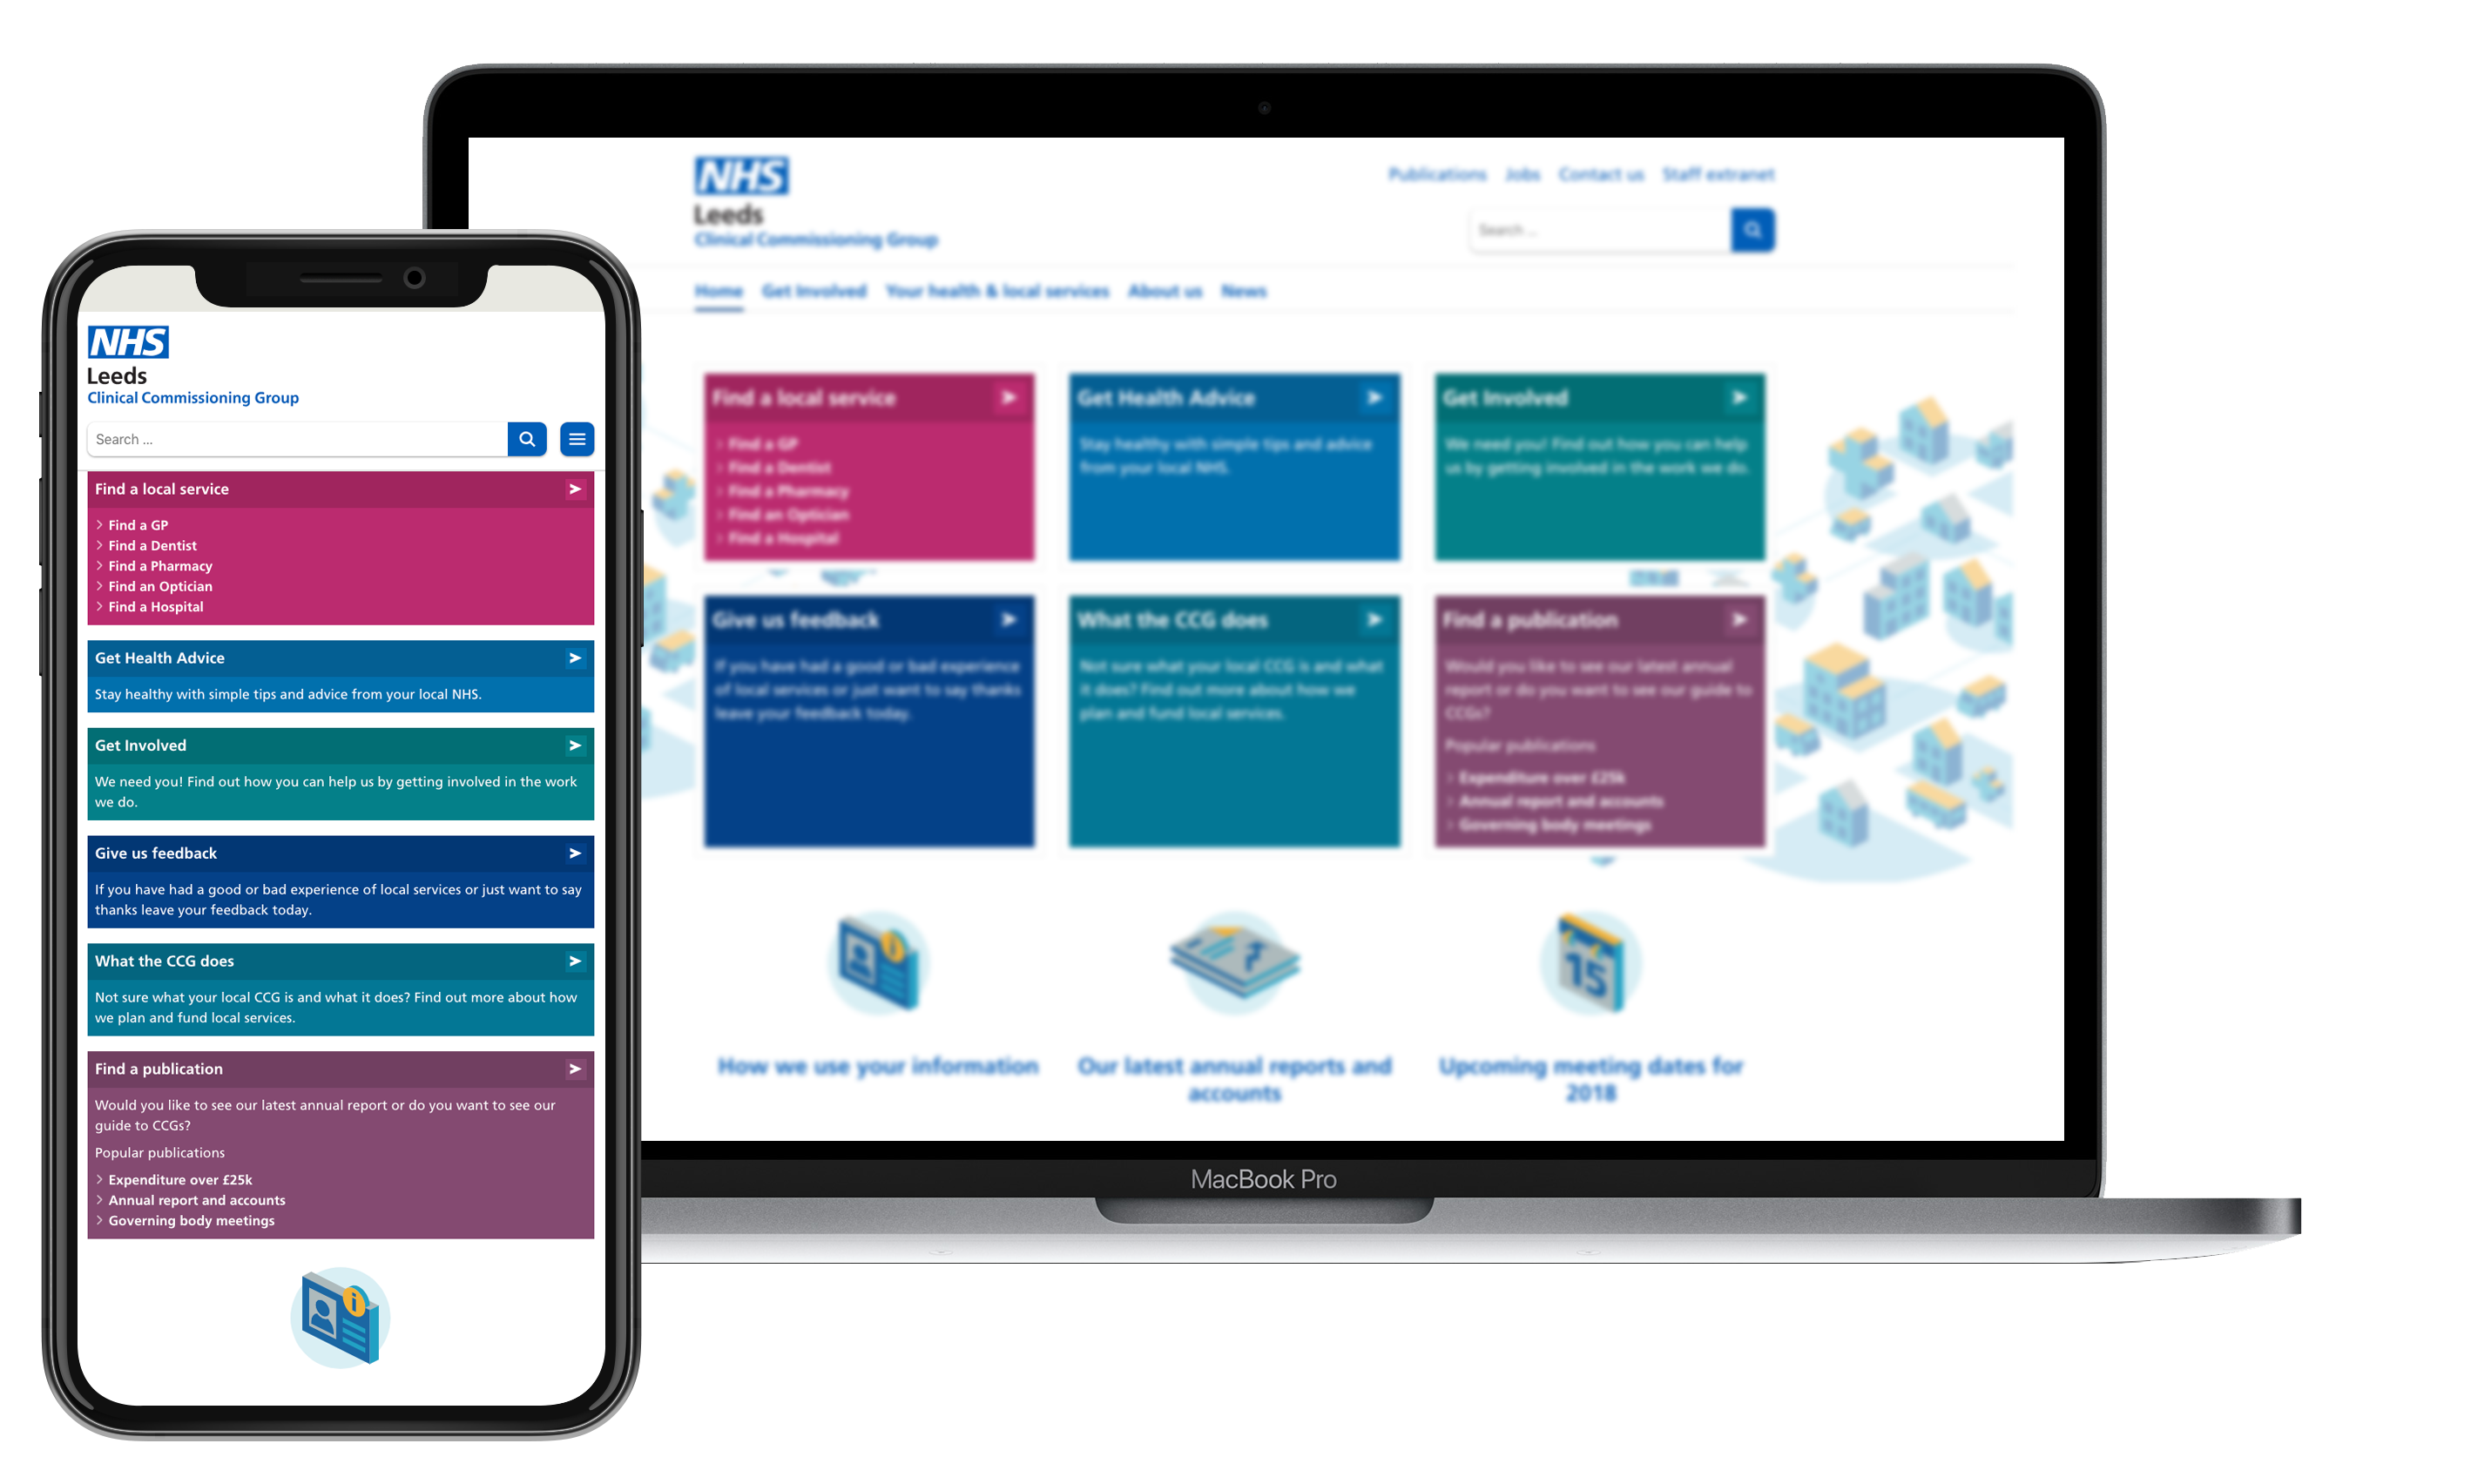 NHS
Leeds
Clinical Commissioning Group
Search ...
Find a local service
Find a GP
Find a Dentist
Find a Pharmacy
Find an Optician
Find a Hospital
Get Health Advice
Stay healthy with simple tips and advice from your local NHS.
Get Involved
We need you! Find out how you can help us by getting involved in the work
we do.
Give us feedback
If you have had a good or bad experience of local services or just want to say
thanks leave your feedback today.
What the CCG does
Not sure what your local CCG is and what it does? Find out more about how
we plan and fund local services.
Find a publication
Would you like to see our latest annual report or do you want to see our
guide to CCGs?
Popular publications
Expenditure over £25k
Annual report and accounts
Governing body meetings
NHS
Leeds
Clinical Commissioning Group
Publications Jobs Contact us Staff extranet
Search ...
Home Get Involved Your health & local services About us News
Find a local service
Find a GP
Find a Dentist
Find a Pharmacy
Find an Optician
Find a Hospital
Get Health Advice
Stay healthy with simple tips and advice
from your local NHS.
Get Involved
We need you! Find out how you can help
us by getting involved in the work we do.
Give us feedback
If you have had a good or bad experience
of local services or just want to say thanks
leave your feedback today.
What the CCG does
Not sure what your local CCG is and what
it does? Find out more about how we
plan and fund local services.
Find a publication
Would you like to see our latest annual
report or do you want to see our guide to
CCGs?
Popular publications
Expenditure over £25k
Annual report and accounts
Governing body meetings
15
How we use your information
Our latest annual reports and
accounts
Upcoming meeting dates for
2018
MacBook Pro